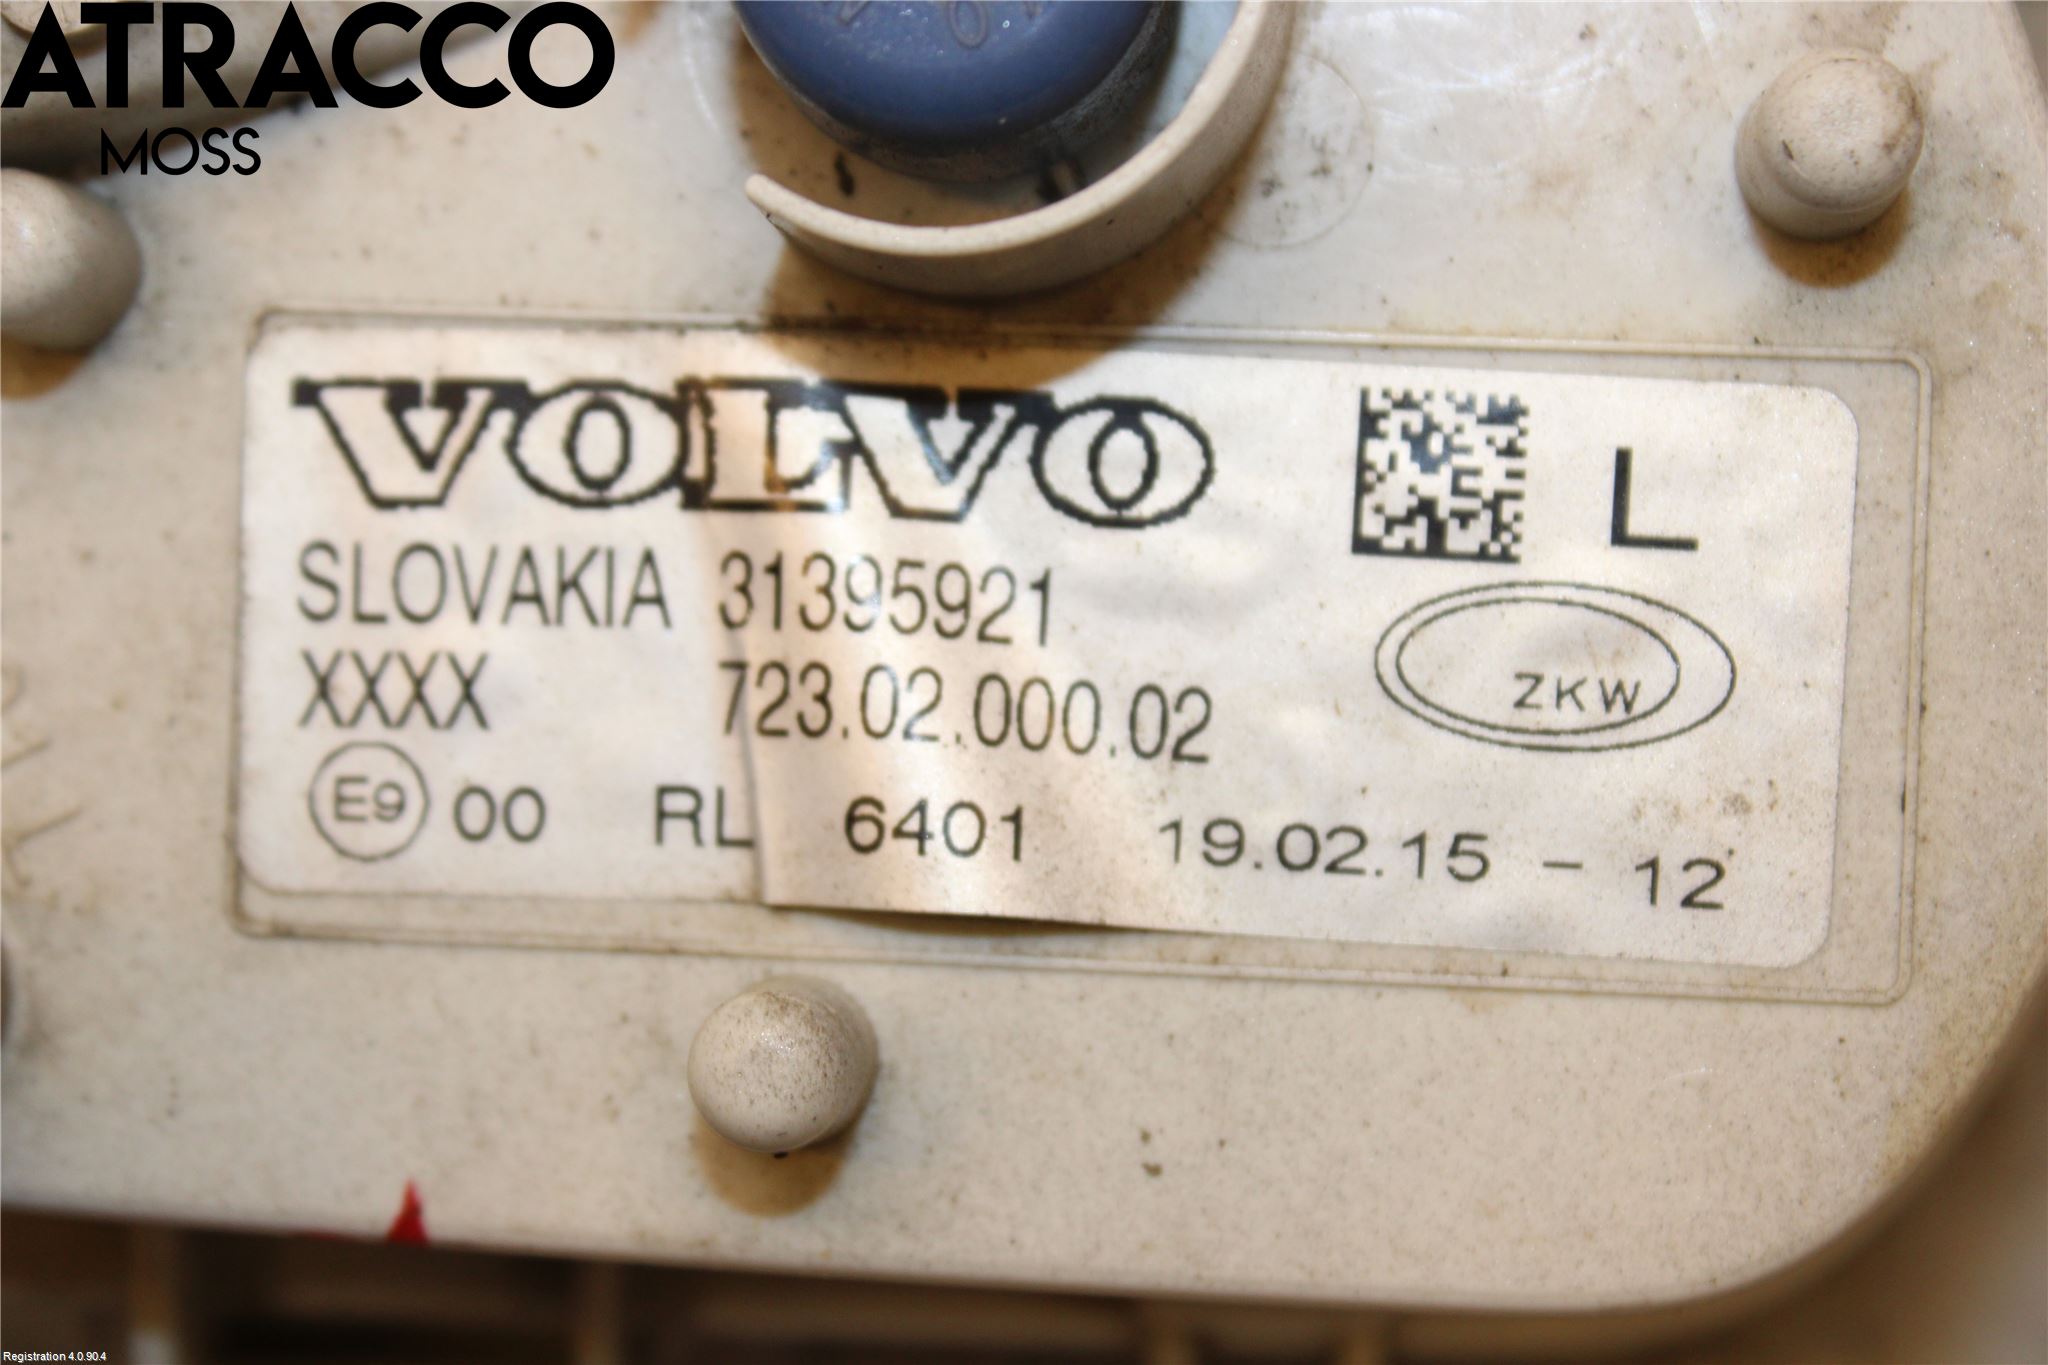 ATRACCO
MOSS
VOLVO
L
SLOVAKIA 31395921
XXXX 723.02.000.02
ZKW
E9 00 RL 6401 19.02.15 - 12
Registration 4.0.90.4